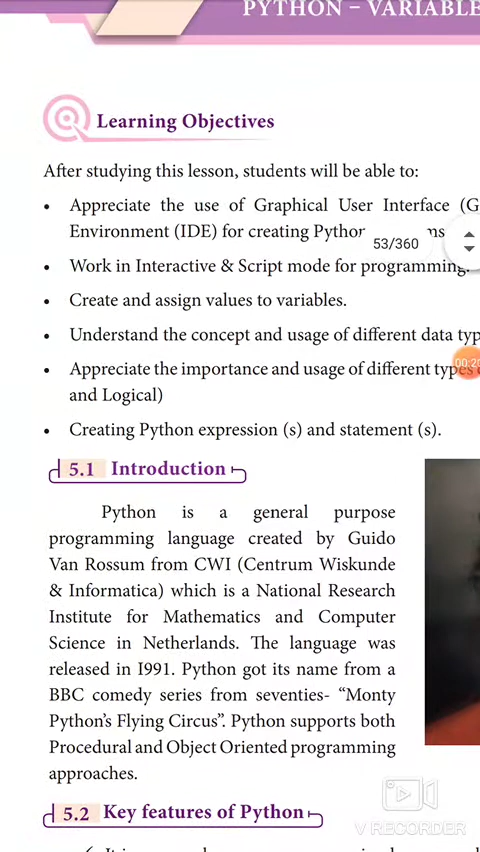 PYTHON – VARIABLE
Learning Objectives
After studying this lesson, students will be able to:
• Appreciate the use of Graphical User Interface (G
Environment (IDE) for creating Python
53/360
• Work in Interactive & Script mode for programming.
• Create and assign values to variables.
• Understand the concept and usage of different data typ
00:20
• Appreciate the importance and usage of different types
and Logical)
• Creating Python expression (s) and statement (s).
5.1 Introduction
Python is a general purpose
programming language created by Guido
Van Rossum from CWI (Centrum Wiskunde
& Informatica) which is a National Research
Institute for Mathematics and Computer
Science in Netherlands. The language was
released in I991. Python got its name from a
BBC comedy series from seventies- “Monty
Python’s Flying Circus”. Python supports both
Procedural and Object Oriented programming
approaches.
5.2 Key features of Python
V RECORDER